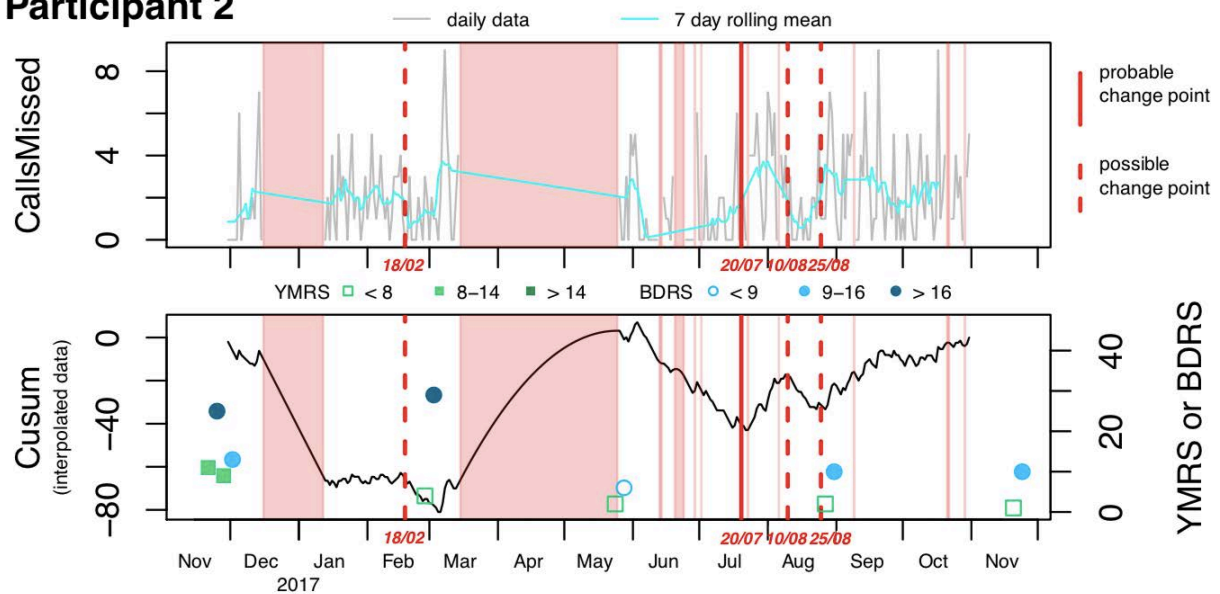 Participant 2
daily data
7 day rolling mean
CallsMissed
8
4
0
probable
change point
possible
change point
18/02
20/07
10/08
25/08
YMRS
< 8
8–14
> 14
BDRS
< 9
9–16
> 16
Cusum
(interpolated data)
0
−40
−80
40
20
0
YMRS or BDRS
18/02
20/07
10/08
25/08
Nov
Dec
Jan
Feb
Mar
Apr
May
Jun
Jul
Aug
Sep
Oct
Nov
2017